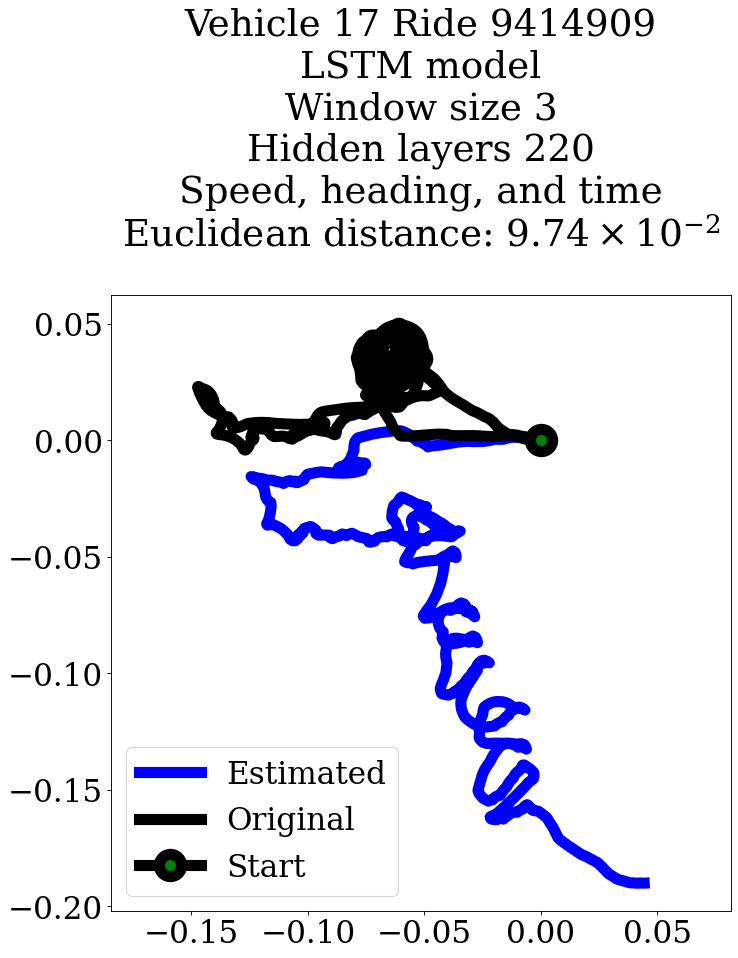 Vehicle 17 Ride 9414909
LSTM model
Window size 3
Hidden layers 220
Speed, heading, and time
Euclidean distance: 9.74 × 10⁻²
0.05
0.00
−0.05
−0.10
−0.15
−0.20
Estimated
Original
Start
−0.15 −0.10 −0.05 0.00 0.05